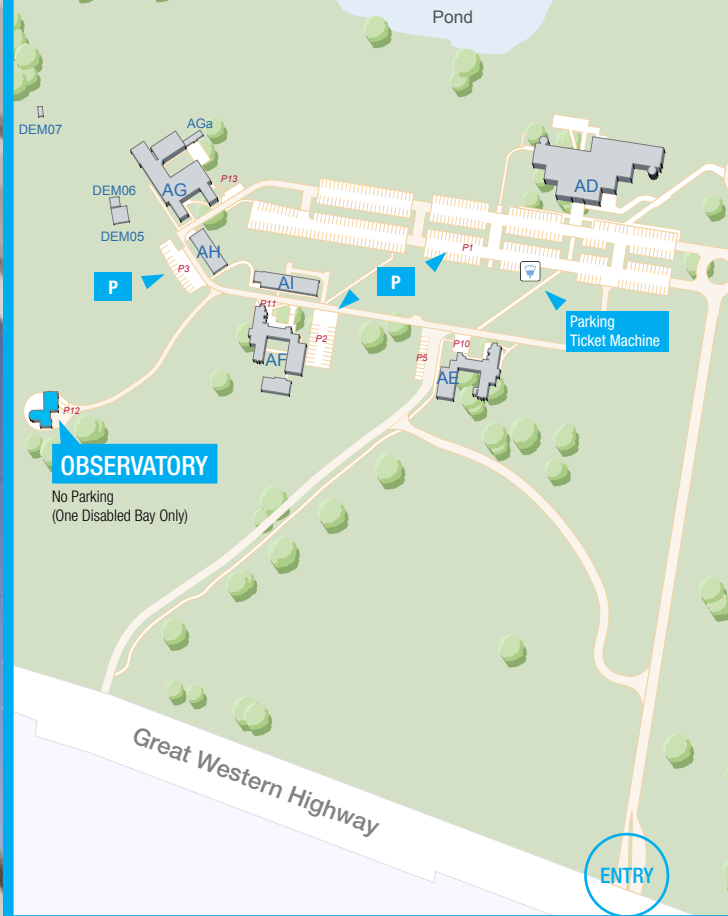 Pond
DEM07
AGa
P13
AG
AD
DEM06
DEM05
AH
P1
P3
P
AI
P
P11
Parking
Ticket Machine
P2
P10
AF
P5
AE
P12
OBSERVATORY
No Parking
(One Disabled Bay Only)
Great Western Highway
ENTRY